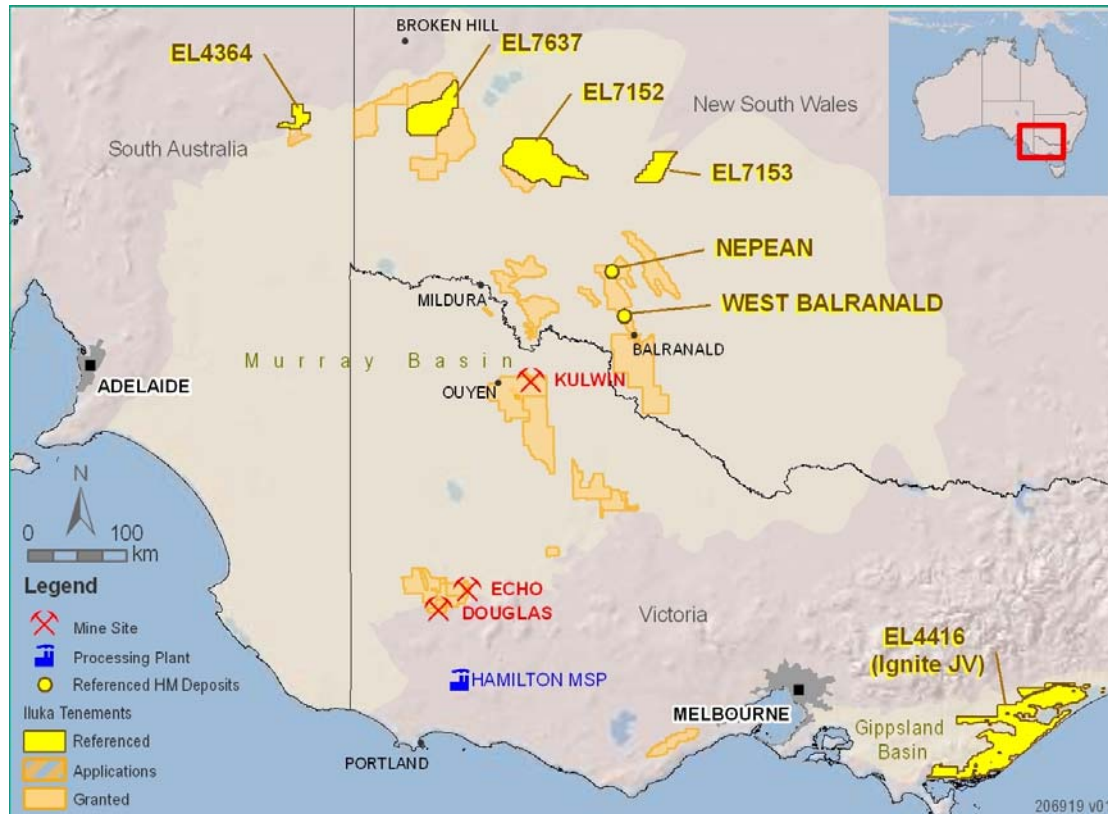 BROKEN HILL
EL4364
EL7637
EL7152
New South Wales
South Australia
EL7153
NEPEAN
MILDURA
WEST BALRANALD
BALRANALD
Murray Basin
ADELAIDE
OUYEN
KULWIN
N
0 100
km
Legend
Mine Site
Processing Plant
Referenced HM Deposits
Iluka Tenements
Referenced
Applications
Granted
ECHO
DOUGLAS
Victoria
HAMILTON MSP
EL4416
(Ignite JV)
MELBOURNE
Gippsland
Basin
PORTLAND
206919 v01